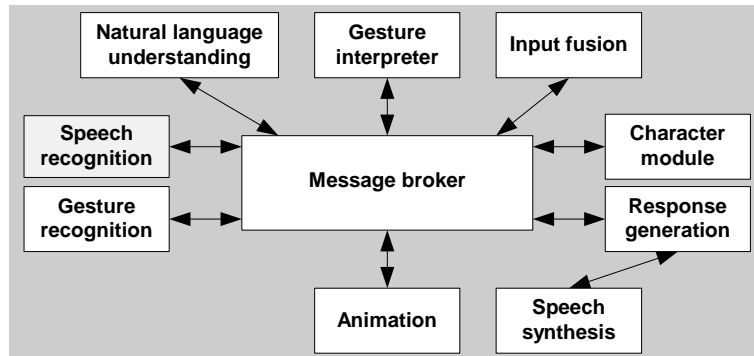 Natural language
understanding
Gesture
interpreter
Input fusion
Speech
recognition
Message broker
Character
module
Gesture
recognition
Response
generation
Animation
Speech
synthesis